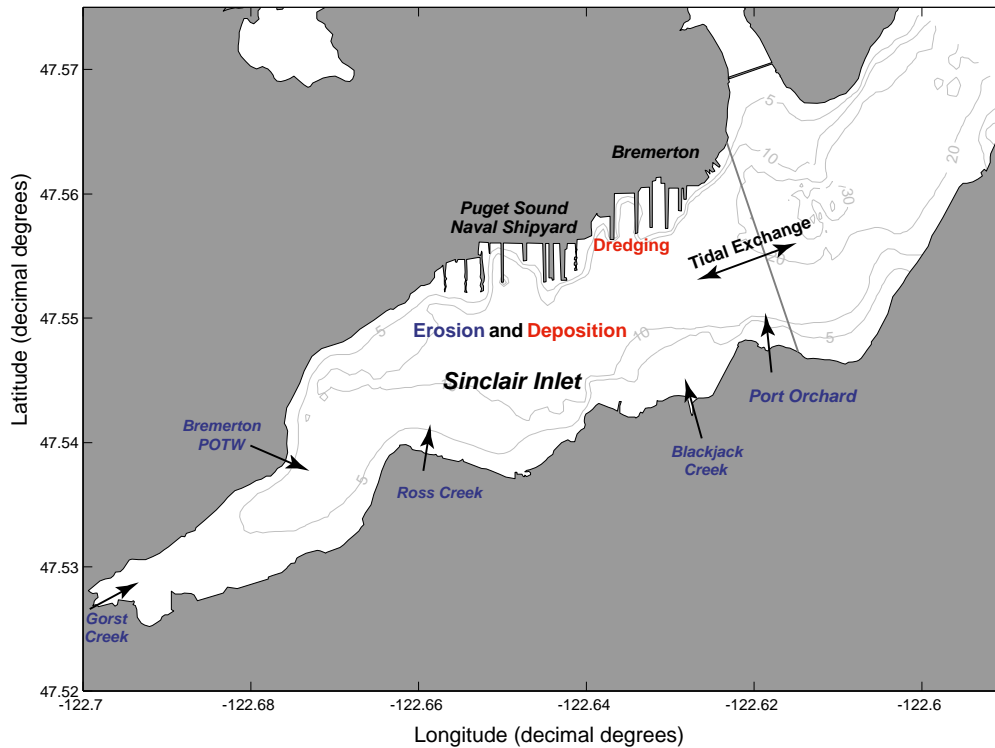 47.57
47.56
47.55
47.54
47.53
47.52
Latitude (decimal degrees)
5
Bremerton
10
20
30
Puget Sound
Naval Shipyard
Dredging
Tidal Exchange
Erosion and Deposition
5
10
5
Sinclair Inlet
Port Orchard
Bremerton
POTW
Blackjack
Creek
Ross Creek
5
Gorst
Creek
-122.7
-122.68
-122.66
-122.64
-122.62
-122.6
Longitude (decimal degrees)